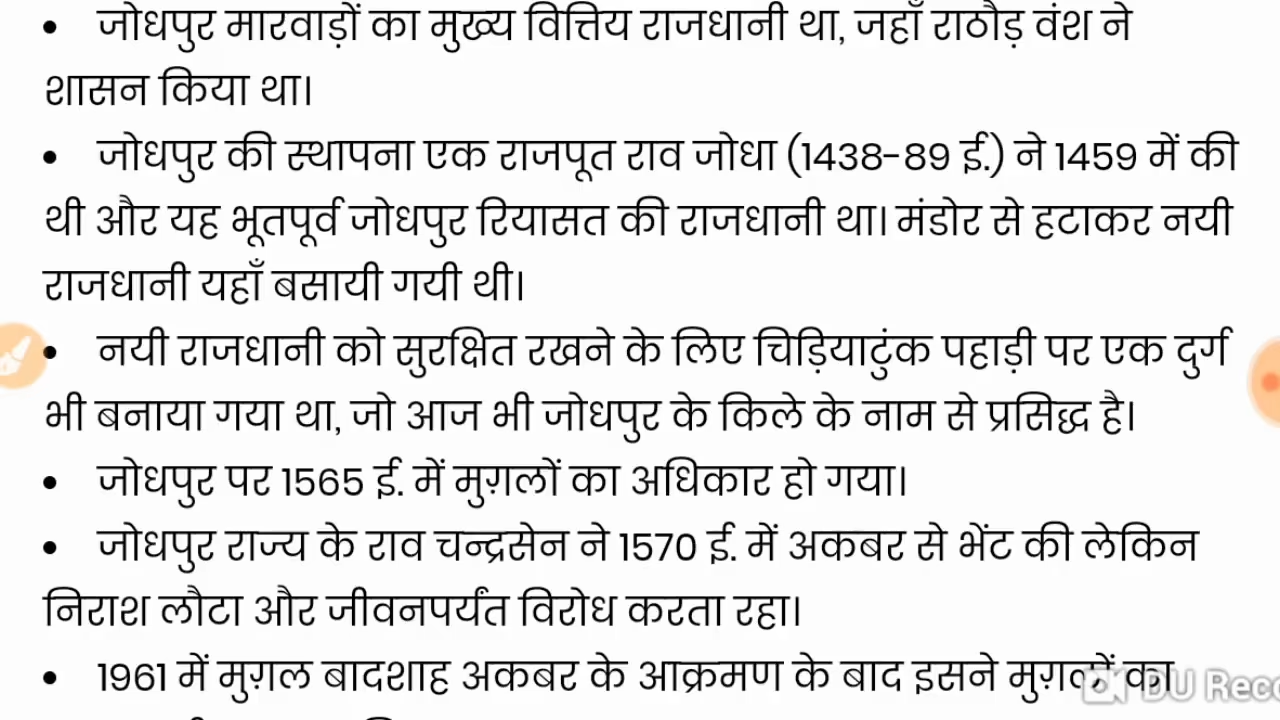 • जोधपुर मारवाड़ों का मुख्य वित्तिय राजधानी था, जहाँ राठौड़ वंश ने
शासन किया था।
• जोधपुर की स्थापना एक राजपूत राव जोधा (1438-89 ई.) ने 1459 में की
थी और यह भूतपूर्व जोधपुर रियासत की राजधानी था। मंडोर से हटाकर नयी
राजधानी यहाँ बसायी गयी थी।
• नयी राजधानी को सुरक्षित रखने के लिए चिड़ियाटुंक पहाड़ी पर एक दुर्ग
भी बनाया गया था, जो आज भी जोधपुर के किले के नाम से प्रसिद्ध है।
• जोधपुर पर 1565 ई. में मुग़लों का अधिकार हो गया।
• जोधपुर राज्य के राव चन्द्रसेन ने 1570 ई. में अकबर से भेंट की लेकिन
निराश लौटा और जीवनपर्यंत विरोध करता रहा।
• 1961 में मुग़ल बादशाह अकबर के आक्रमण के बाद इसने मुग़लों का
DU Rec